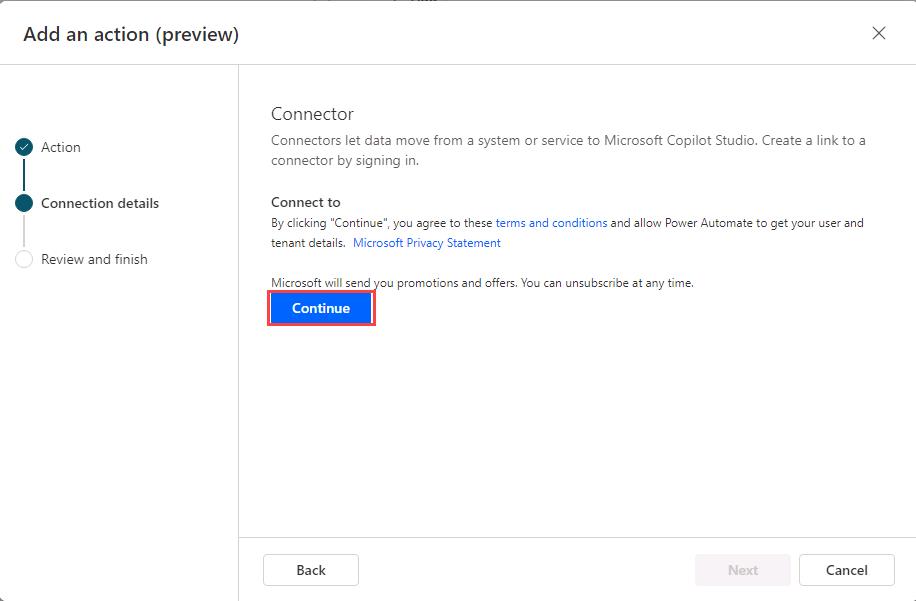 Add an action (preview)
Action
Connection details
Review and finish
Connector
Connectors let data move from a system or service to Microsoft Copilot Studio. Create a link to a
connector by signing in.
Connect to
By clicking "Continue", you agree to these terms and conditions and allow Power Automate to get your user and
tenant details. Microsoft Privacy Statement
Microsoft will send you promotions and offers. You can unsubscribe at any time.
Continue
Back
Next
Cancel